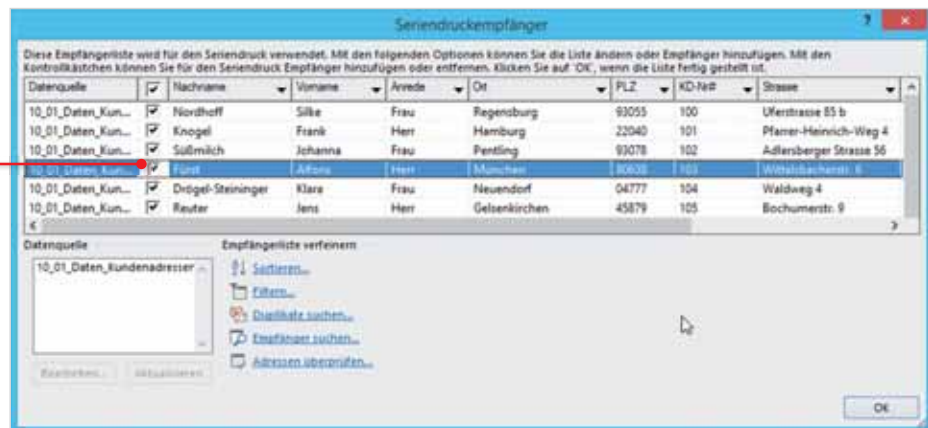 Seriendruckempfänger
Diese Empfängerliste wird für den Seriendruck verwendet. Mit den folgenden Optionen können Sie die Liste ändern oder Empfänger hinzufügen. Mit den
Kontrollkästchen können Sie für den Seriendruck Empfänger hinzufügen oder entfernen. Klicken Sie auf 'OK', wenn die Liste fertig gestellt ist.
Datenquelle Nachname Vorname Anrede Ort PLZ KD-Nr# Strasse
10_01_Daten_Kun... Nordhoff Silke Frau Regensburg 93055 100 Uferstrasse 85 b
10_01_Daten_Kun... Knogel Frank Herr Hamburg 22040 101 Pfarrer-Heinrich-Weg 4
10_01_Daten_Kun... Süßmilch Johanna Frau Pentling 93078 102 Adlersberger Strasse 56
10_01_Daten_Kun... Fürst Alfons Herr München 103 Wittelsbacherstr. 6
10_01_Daten_Kun... Drögel-Steininger Klara Frau Neuendorf 04777 104 Waldweg 4
10_01_Daten_Kun... Reuter Jens Herr Gelsenkirchen 45879 105 Bochumerstr. 9
Datenquelle Empfängerliste verfeinern
10_01_Daten_Kundenadressen
Sortieren...
Filtern...
Duplikate suchen...
Empfänger suchen...
Adressen überprüfen...
Bearbeiten... Aktualisieren
OK